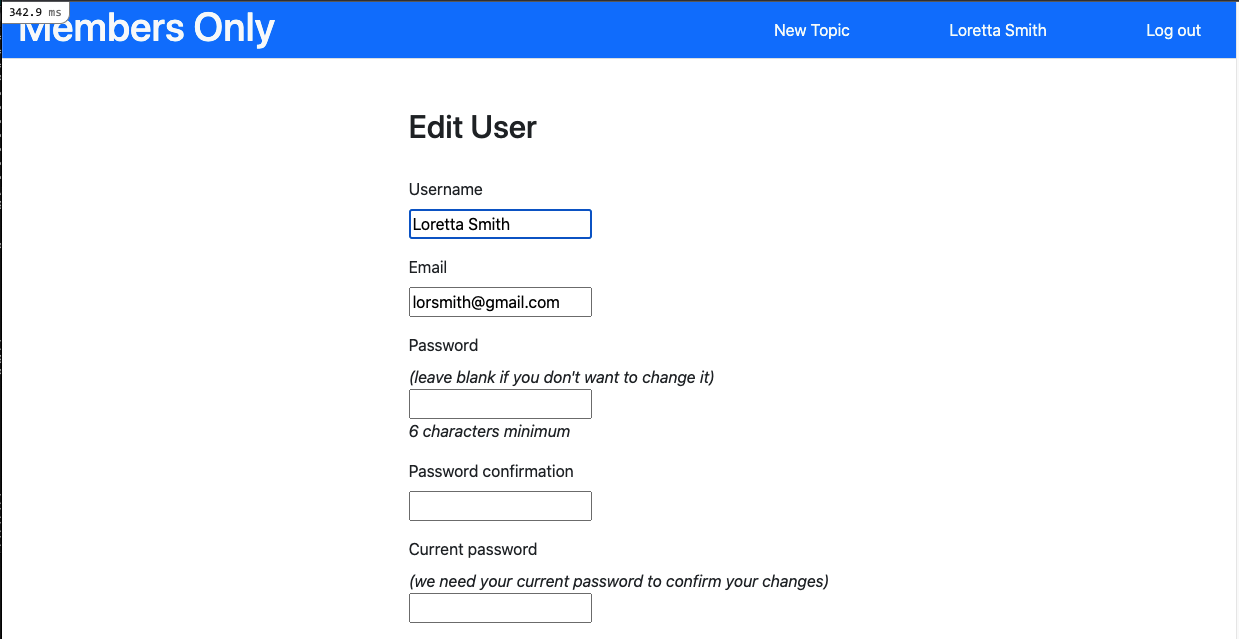 342.9 ms
Members Only
New Topic
Loretta Smith
Log out
Edit User
Username
Loretta Smith
Email
lorsmith@gmail.com
Password
(leave blank if you don't want to change it)
6 characters minimum
Password confirmation
Current password
(we need your current password to confirm your changes)